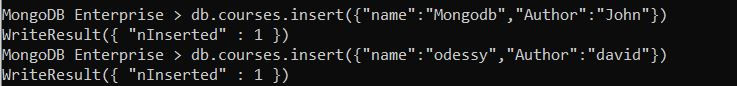 MongoDB Enterprise > db.courses.insert({"name":"Mongodb","Author":"John"})
WriteResult({ "nInserted" : 1 })
MongoDB Enterprise > db.courses.insert({"name":"odessy","Author":"david"})
WriteResult({ "nInserted" : 1 })